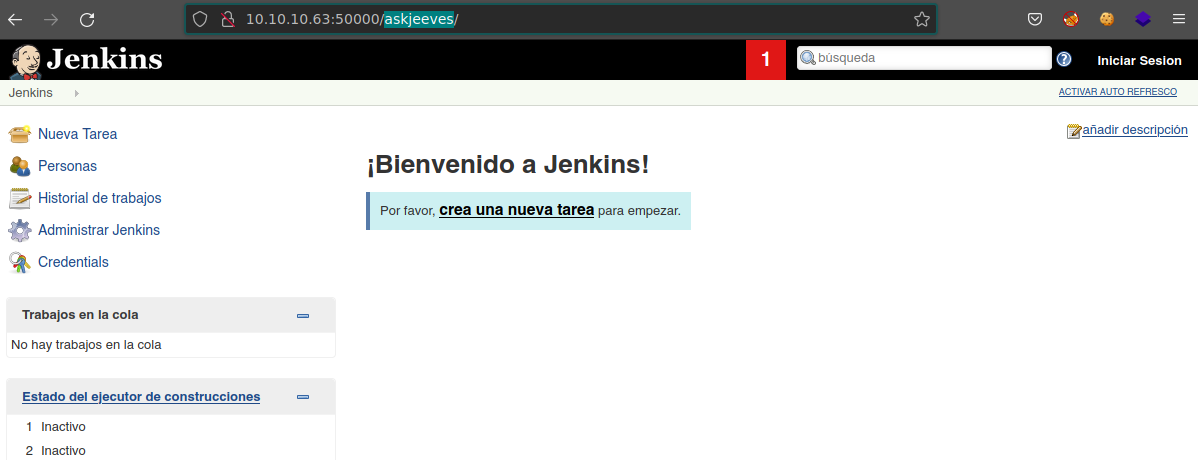 10.10.10.63:50000/askjeeves/
Jenkins 1 búsqueda ? Iniciar Sesion
Jenkins ACTIVAR AUTO REFRESCO
añadir descripción
Nueva Tarea
Personas
Historial de trabajos
Administrar Jenkins
Credentials
¡Bienvenido a Jenkins!
Por favor, crea una nueva tarea para empezar.
Trabajos en la cola
No hay trabajos en la cola
Estado del ejecutor de construcciones
1 Inactivo
2 Inactivo